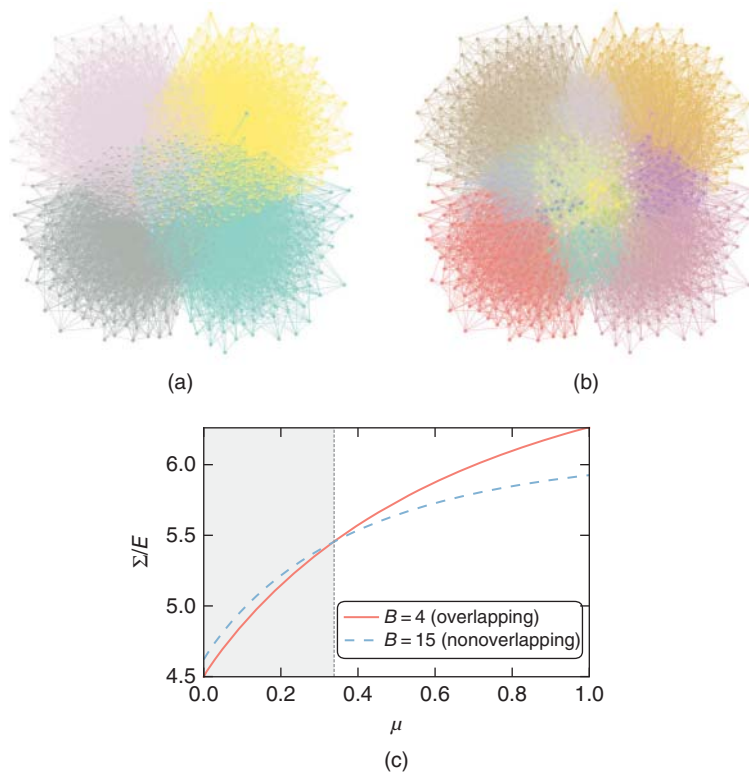 (a)
(b)
6.0
5.5
5.0
4.5
Σ/E
B = 4 (overlapping)
B = 15 (nonoverlapping)
0.0 0.2 0.4 0.6 0.8 1.0
μ
(c)